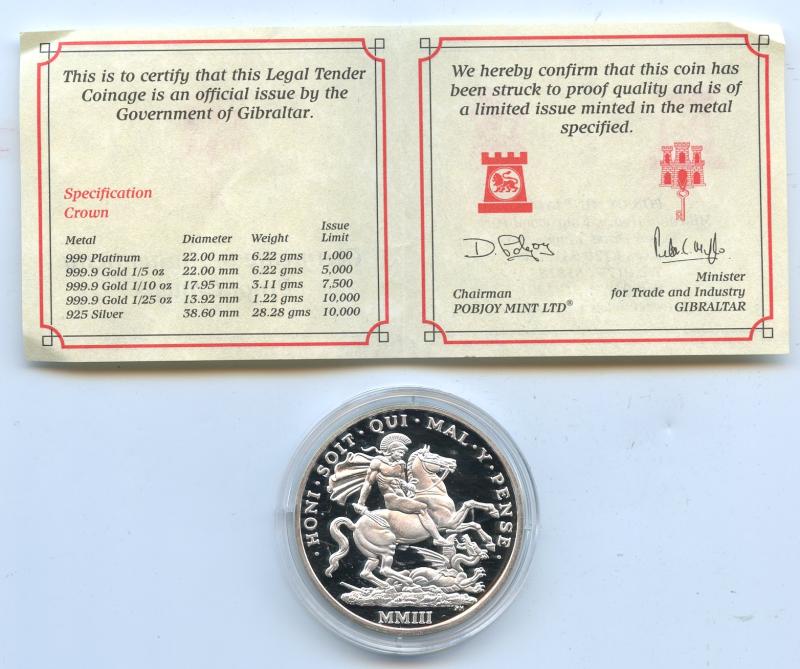 This is to certify that this Legal Tender
Coinage is an official issue by the
Government of Gibraltar.
Specification
Crown
Metal Diameter Weight Issue Limit
999 Platinum 22.00 mm 6.22 gms 1,000
999.9 Gold 1/5 oz 22.00 mm 6.22 gms 5,000
999.9 Gold 1/10 oz 17.95 mm 3.11 gms 7,500
999.9 Gold 1/25 oz 13.92 mm 1.22 gms 10,000
925 Silver 38.60 mm 28.28 gms 10,000
We hereby confirm that this coin has
been struck to proof quality and is of
a limited issue minted in the metal
specified.
D. Pobjoy
Chairman
POBJOY MINT LTD®
Minister
for Trade and Industry
GIBRALTAR
· HONI · SOIT · QUI · MAL · Y · PENSE ·
PM
MMIII